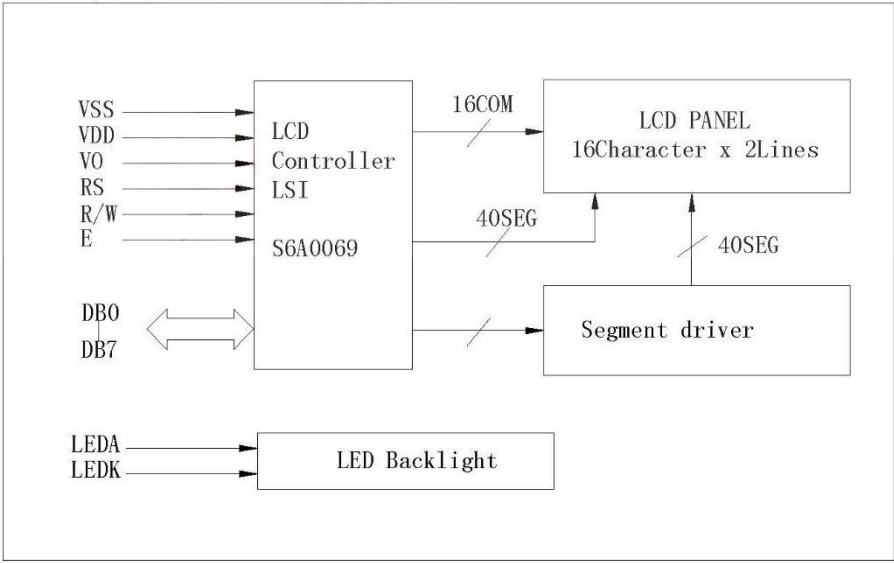 VSS
VDD
VO
RS
R/W
E
DB0
DB7
LCD
Controller
LSI
S6A0069
16COM
40SEG
LCD PANEL
16Character x 2Lines
40SEG
Segment driver
LEDA
LEDK
LED Backlight